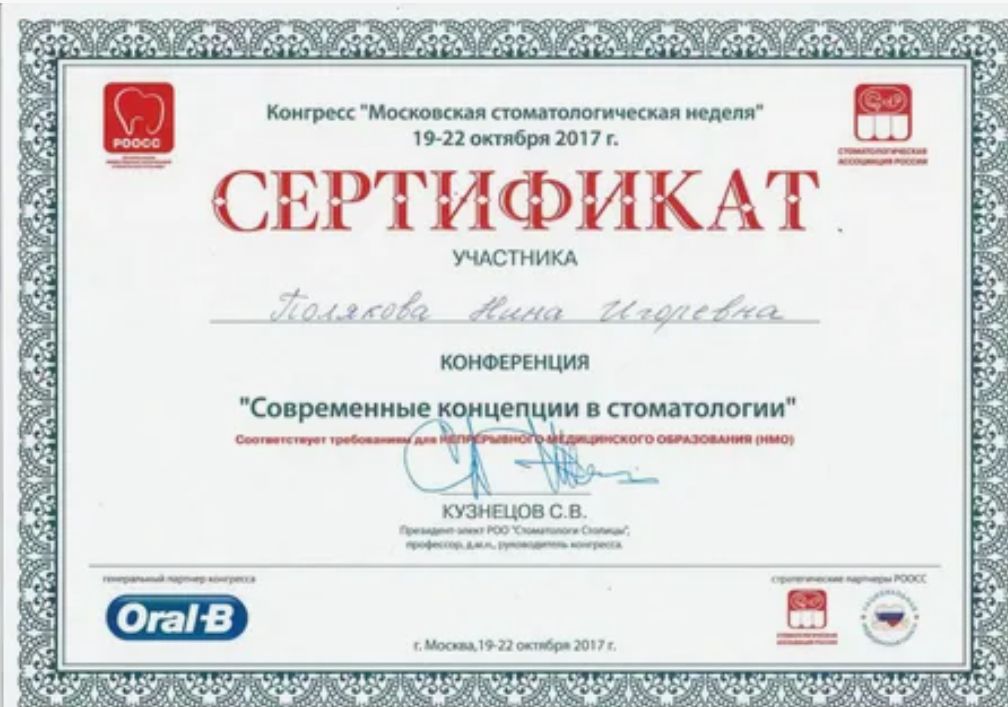 Конгресс "Московская стоматологическая неделя"
19-22 октября 2017 г.
РООСС
СТОМАТОЛОГИЧЕСКАЯ
АССОЦИАЦИЯ РОССИИ
СЕРТИФИКАТ
УЧАСТНИКА
Полякова Нина Игоревна
КОНФЕРЕНЦИЯ
"Современные концепции в стоматологии"
Соответствует требованиям для НЕПРЕРЫВНОГО МЕДИЦИНСКОГО ОБРАЗОВАНИЯ (НМО)
КУЗНЕЦОВ С.В.
Президент-элект РОО "Стоматологи Столицы",
профессор, д.м.н., руководитель конгресса.
генеральный партнер конгресса
стратегические партнеры РООСС
Oral-B
СТОМАТОЛОГИЧЕСКАЯ
АССОЦИАЦИЯ РОССИИ
г. Москва, 19-22 октября 2017 г.